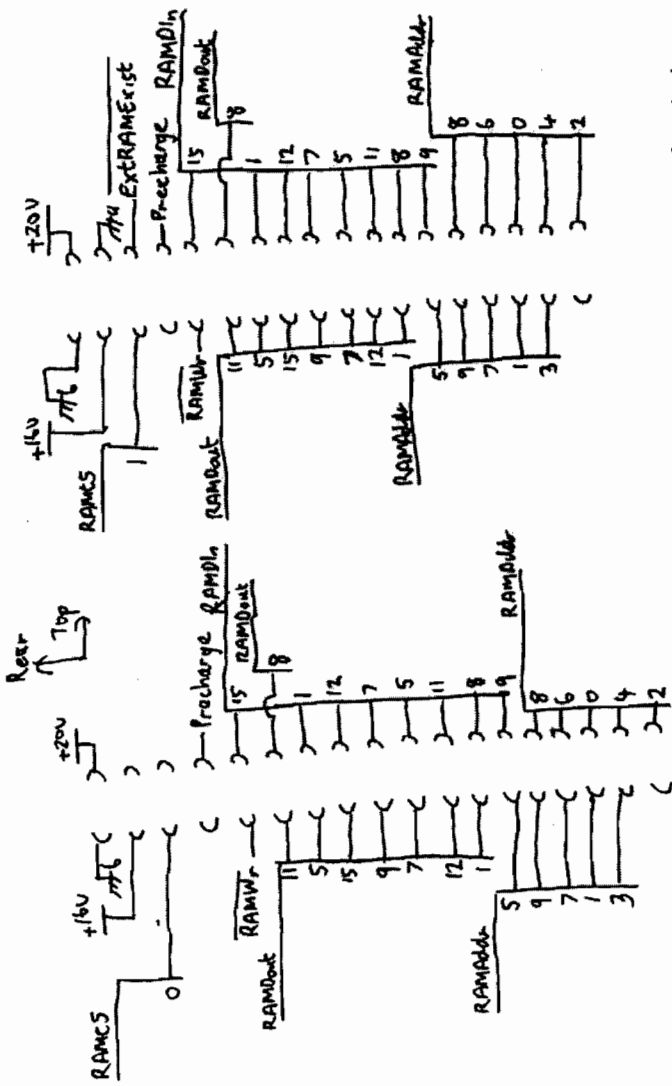 Rear
Top
RAMCS
0
+16V
RAMWr
RAMDout
11
5
15
9
7
12
1
RAMAddr
5
9
7
1
3
+20V
Precharge
RAMDIn
15
RAMDout
8
1
12
7
5
11
8
9
RAMAddr
8
6
0
4
2
RAMCS
1
+16V
RAMWr
RAMDout
11
5
15
9
7
12
1
RAMAddr
5
9
7
1
3
+20V
ExtRAMExist
Precharge
RAMDIn
15
RAMDout
8
1
12
7
5
11
8
9
RAMAddr
8
6
0
4
2